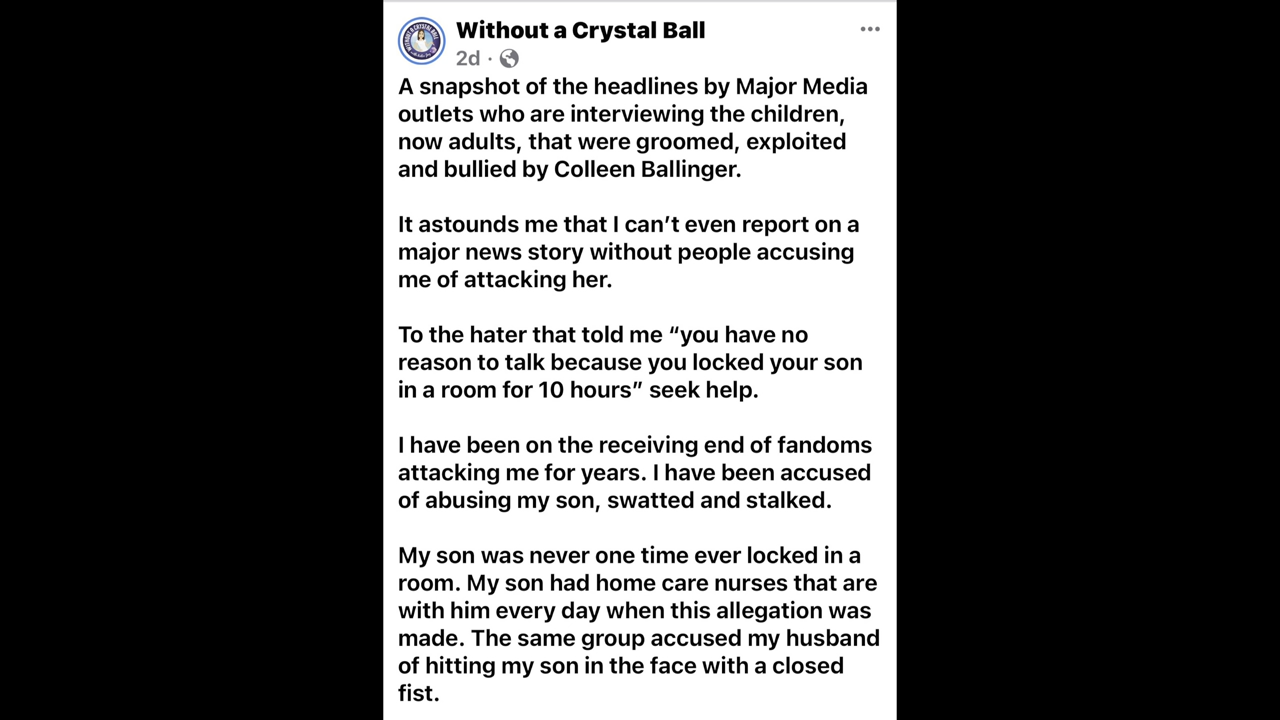 Without a Crystal Ball
2d ·
A snapshot of the headlines by Major Media
outlets who are interviewing the children,
now adults, that were groomed, exploited
and bullied by Colleen Ballinger.
It astounds me that I can’t even report on a
major news story without people accusing
me of attacking her.
To the hater that told me “you have no
reason to talk because you locked your son
in a room for 10 hours” seek help.
I have been on the receiving end of fandoms
attacking me for years. I have been accused
of abusing my son, swatted and stalked.
My son was never one time ever locked in a
room. My son had home care nurses that are
with him every day when this allegation was
made. The same group accused my husband
of hitting my son in the face with a closed
fist.